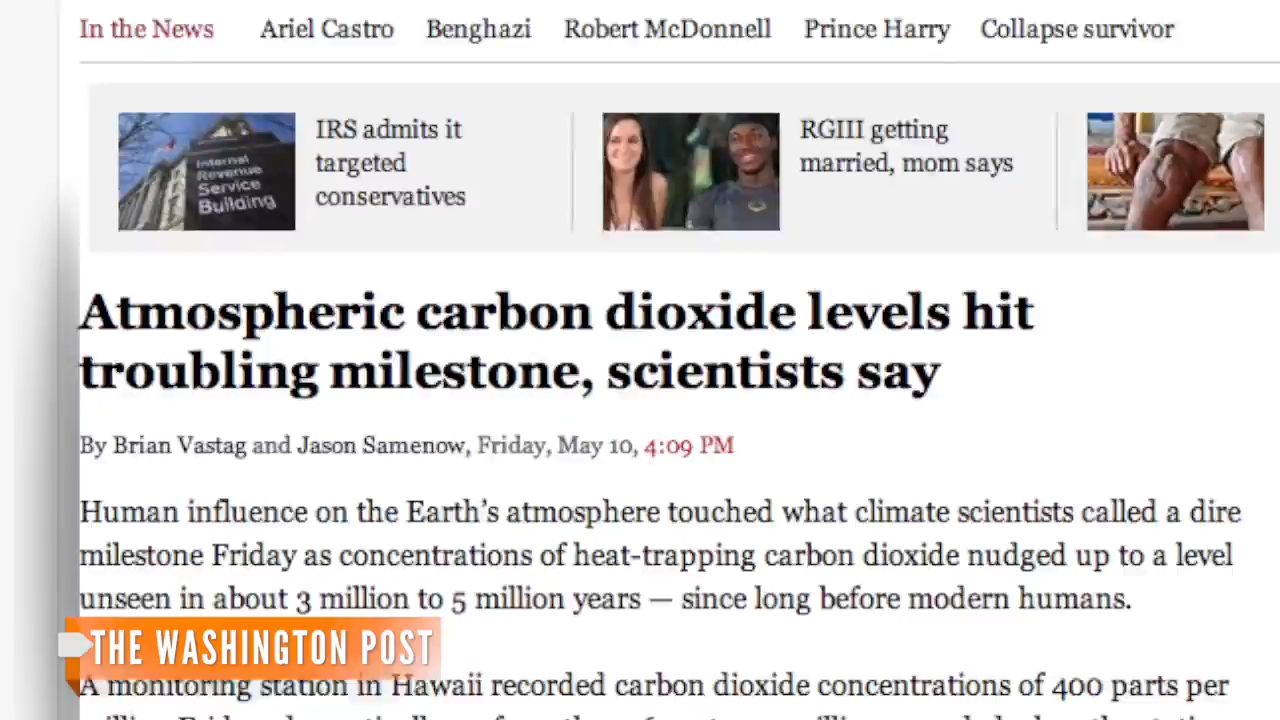 In the News Ariel Castro Benghazi Robert McDonnell Prince Harry Collapse survivor
IRS admits it
targeted
conservatives
Internal
Revenue
Service
Building
RGIII getting
married, mom says
Atmospheric carbon dioxide levels hit
troubling milestone, scientists say
By Brian Vastag and Jason Samenow, Friday, May 10, 4:09 PM
Human influence on the Earth's atmosphere touched what climate scientists called a dire
milestone Friday as concentrations of heat-trapping carbon dioxide nudged up to a level
unseen in about 3 million to 5 million years — since long before modern humans.
THE WASHINGTON POST
A monitoring station in Hawaii recorded carbon dioxide concentrations of 400 parts per